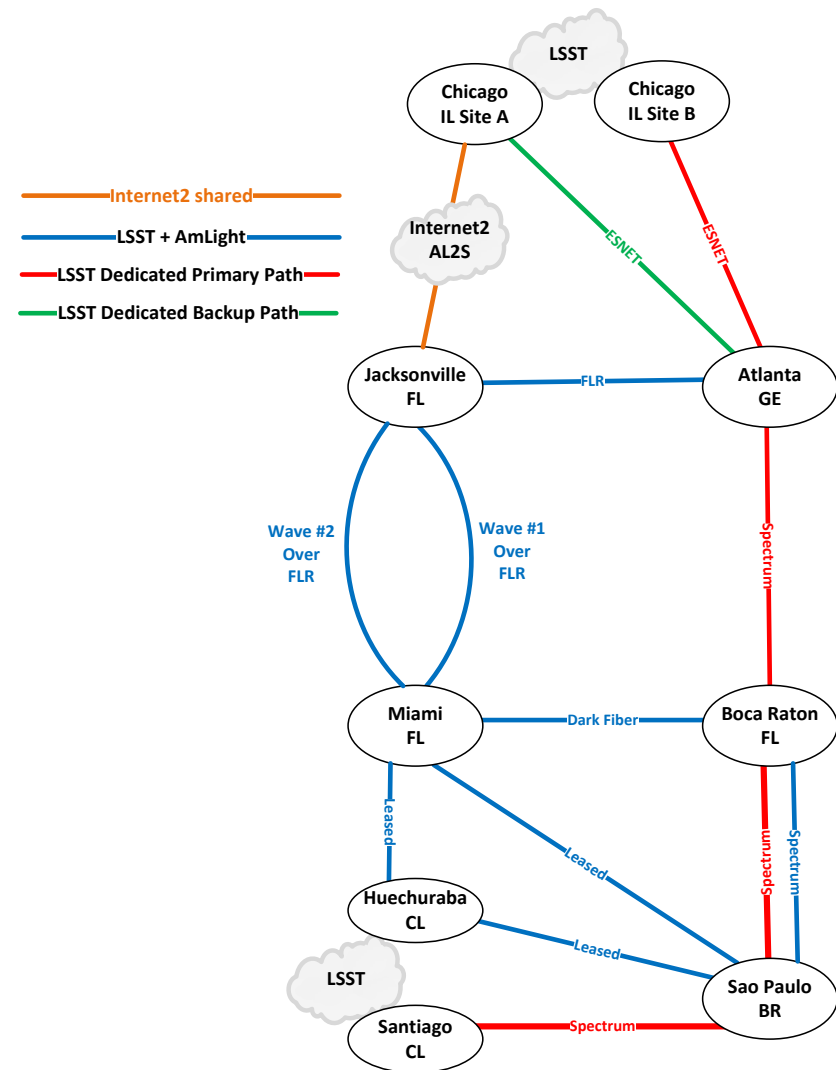 LSST
Chicago
IL Site A
Chicago
IL Site B
Internet2 shared
LSST + AmLight
LSST Dedicated Primary Path
LSST Dedicated Backup Path
Internet2
AL2S
ESNET
ESNET
Jacksonville
FL
FLR
Atlanta
GE
Wave #2
Over
FLR
Wave #1
Over
FLR
Spectrum
Miami
FL
Dark Fiber
Boca Raton
FL
Leased
Leased
Spectrum
Spectrum
Huechuraba
CL
Leased
LSST
Sao Paulo
BR
Santiago
CL
Spectrum